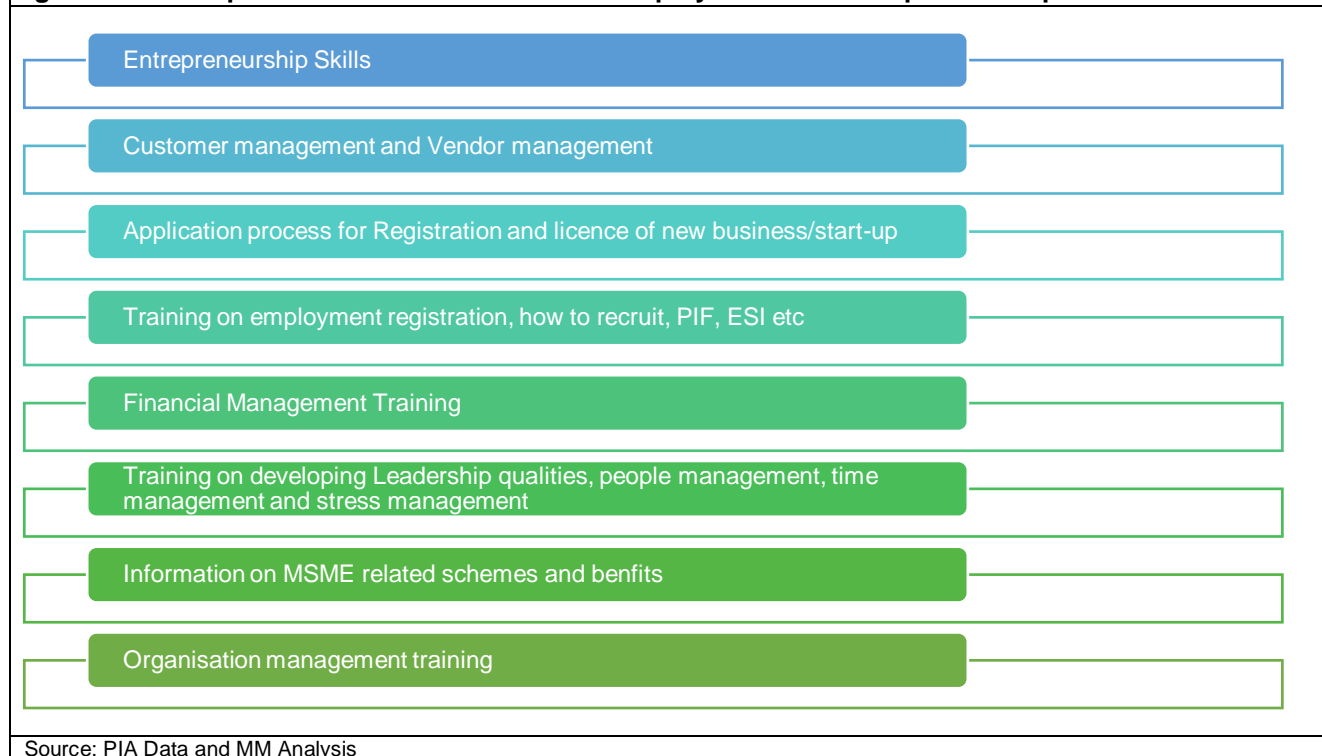 Entrepreneurship Skills
Customer management and Vendor management
Application process for Registration and licence of new business/start-up
Training on employment registration, how to recruit, PIF, ESI etc
Financial Management Training
Training on developing Leadership qualities, people management, time
management and stress management
Information on MSME related schemes and benfits
Organisation management training
Source: PIA Data and MM Analysis